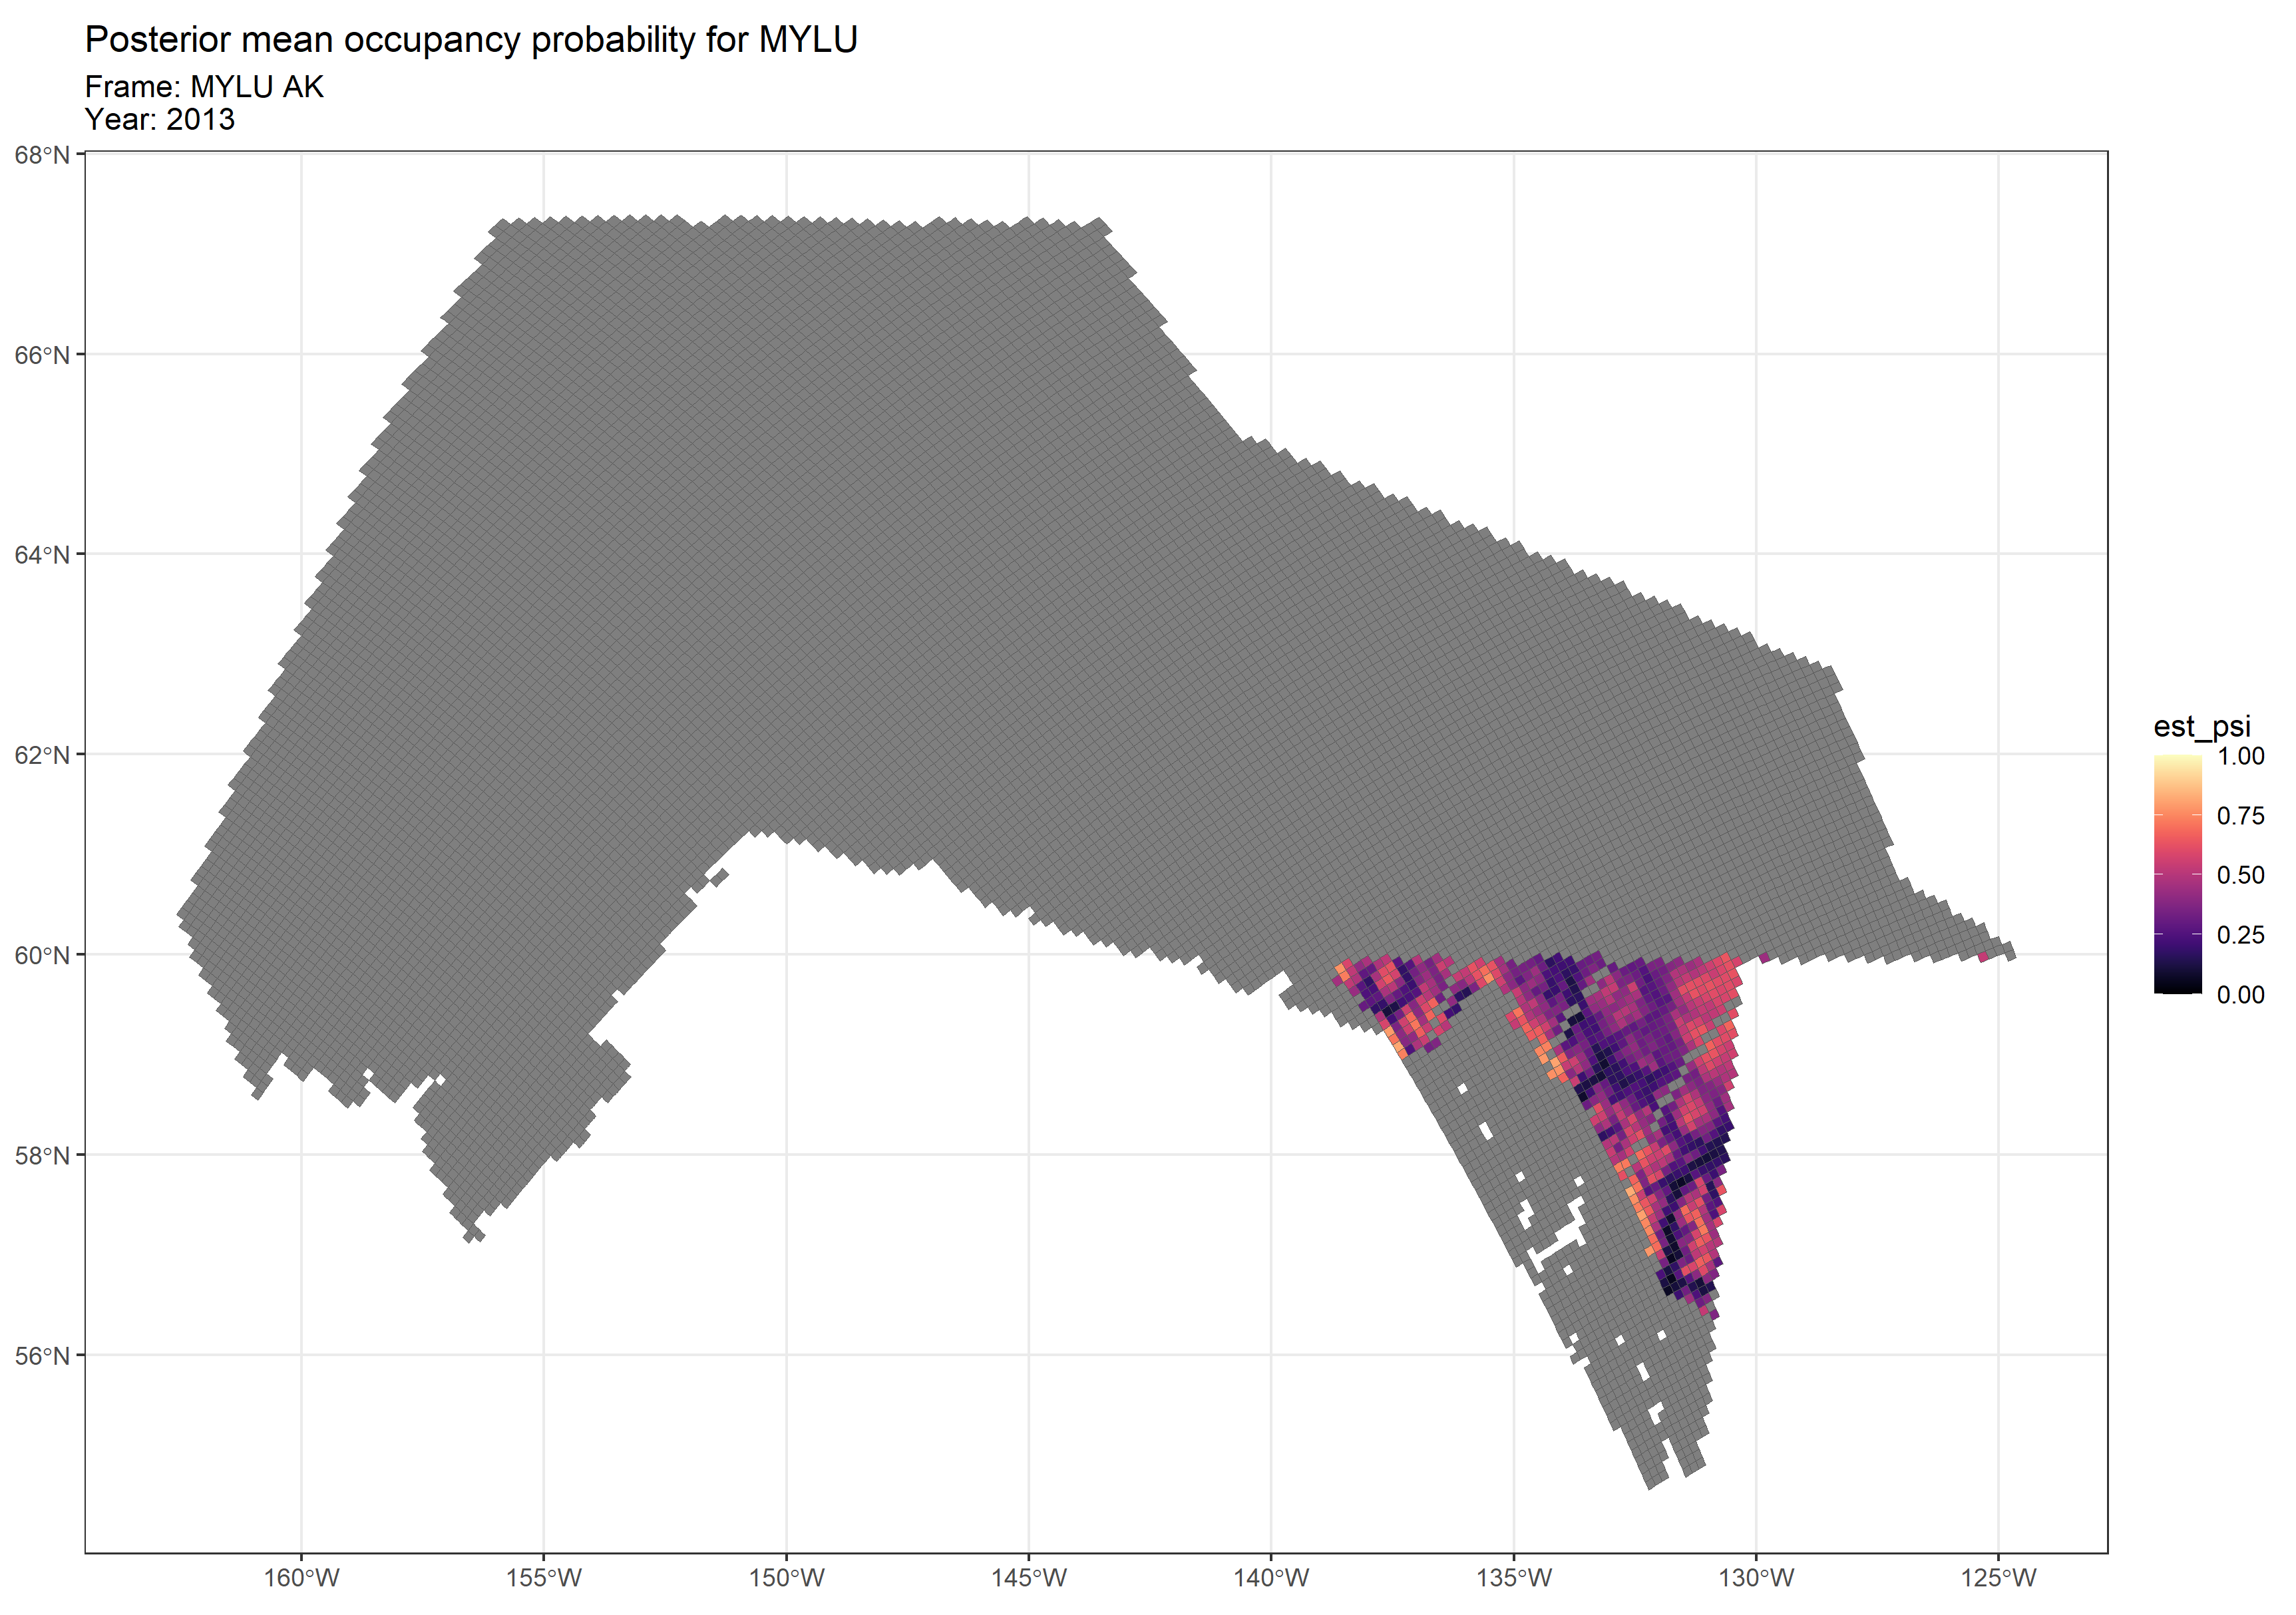 Posterior mean occupancy probability for MYLU
Frame: MYLU AK
Year: 2013
68°N
66°N
64°N
62°N
60°N
58°N
56°N
160°W
155°W
150°W
145°W
140°W
135°W
130°W
125°W
est_psi
1.00
0.75
0.50
0.25
0.00